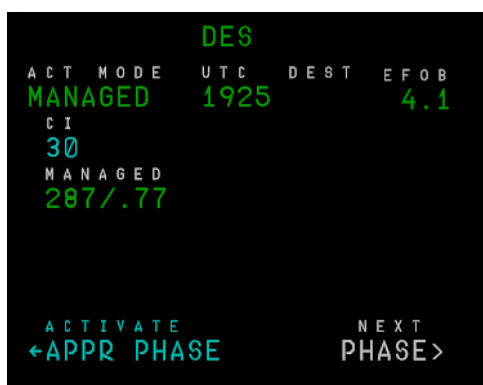 DES
ACT MODE UTC DEST EFOB
MANAGED 1925 4.1
CI
30
MANAGED
287/.77
ACTIVATE NEXT
←APPR PHASE PHASE>